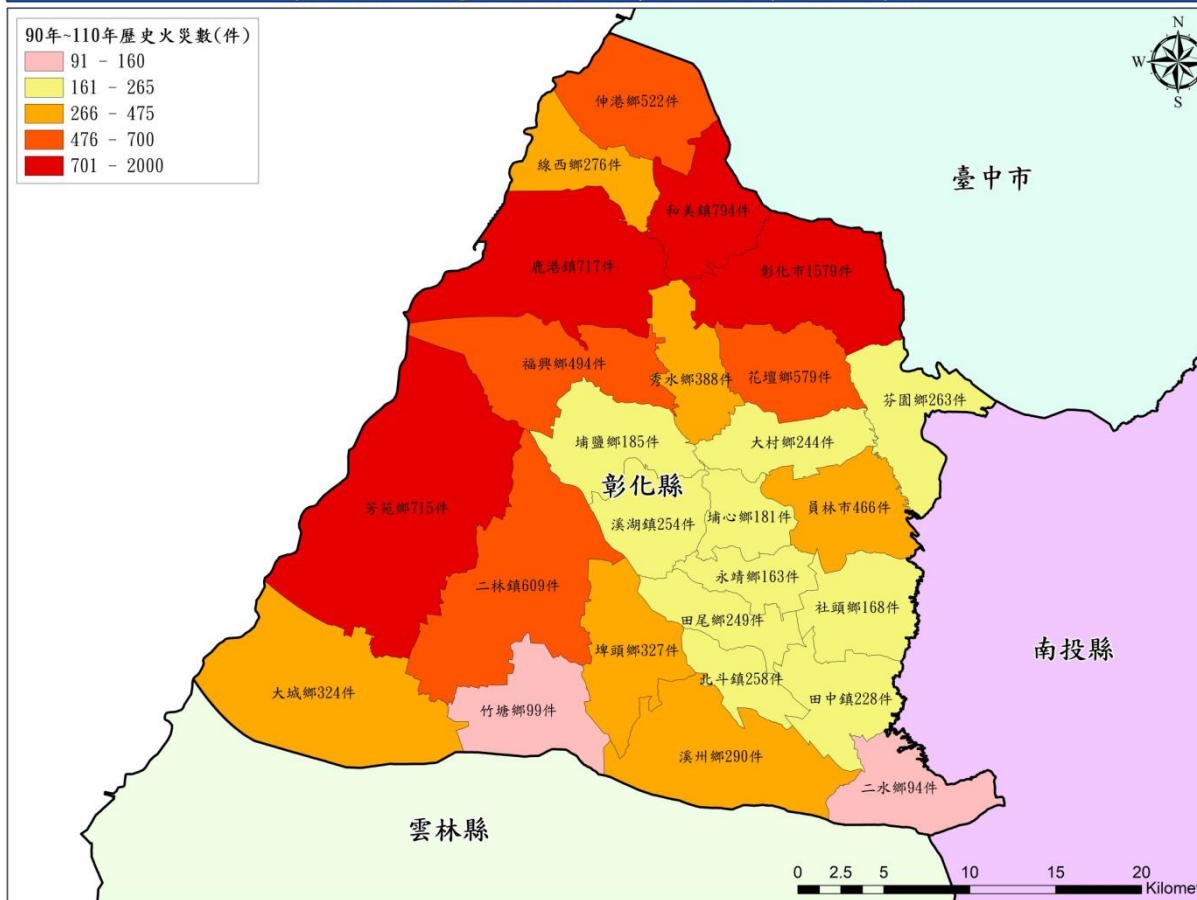 90年~110年歷史火災數(件)
91 - 160
161 - 265
266 - 475
476 - 700
701 - 2000
N
W
S
伸港鄉522件
線西鄉276件
和美鎮794件
臺中市
鹿港鎮717件
彰化市1579件
福興鄉494件
秀水鄉388件
花壇鄉579件
芬園鄉263件
埔鹽鄉185件
大村鄉244件
彰化縣
芳苑鄉715件
溪湖鎮254件
埔心鄉181件
員林市466件
二林鎮609件
永靖鄉163件
社頭鄉168件
田尾鄉249件
埤頭鄉327件
南投縣
北斗鎮258件
大城鄉324件
竹塘鄉99件
田中鎮228件
溪州鄉290件
二水鄉94件
雲林縣
0 2.5 5 10 15 20
Kilomet